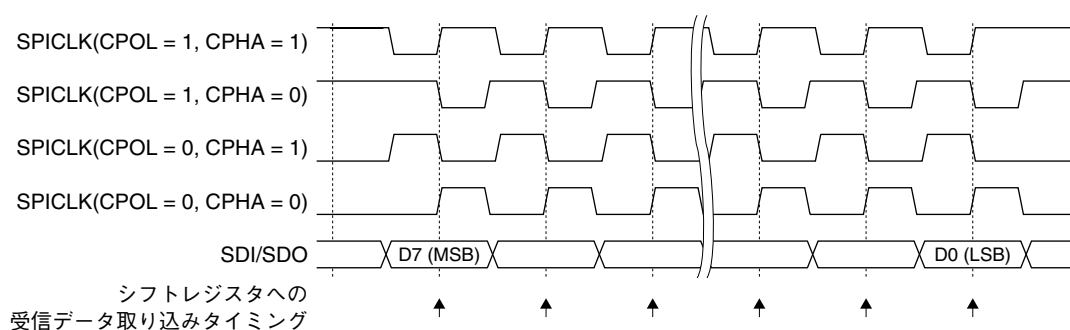 SPICLK(CPOL = 1, CPHA = 1)
SPICLK(CPOL = 1, CPHA = 0)
SPICLK(CPOL = 0, CPHA = 1)
SPICLK(CPOL = 0, CPHA = 0)
SDI/SDO D7 (MSB) D0 (LSB)
シフトレジスタへの
受信データ取り込みタイミング